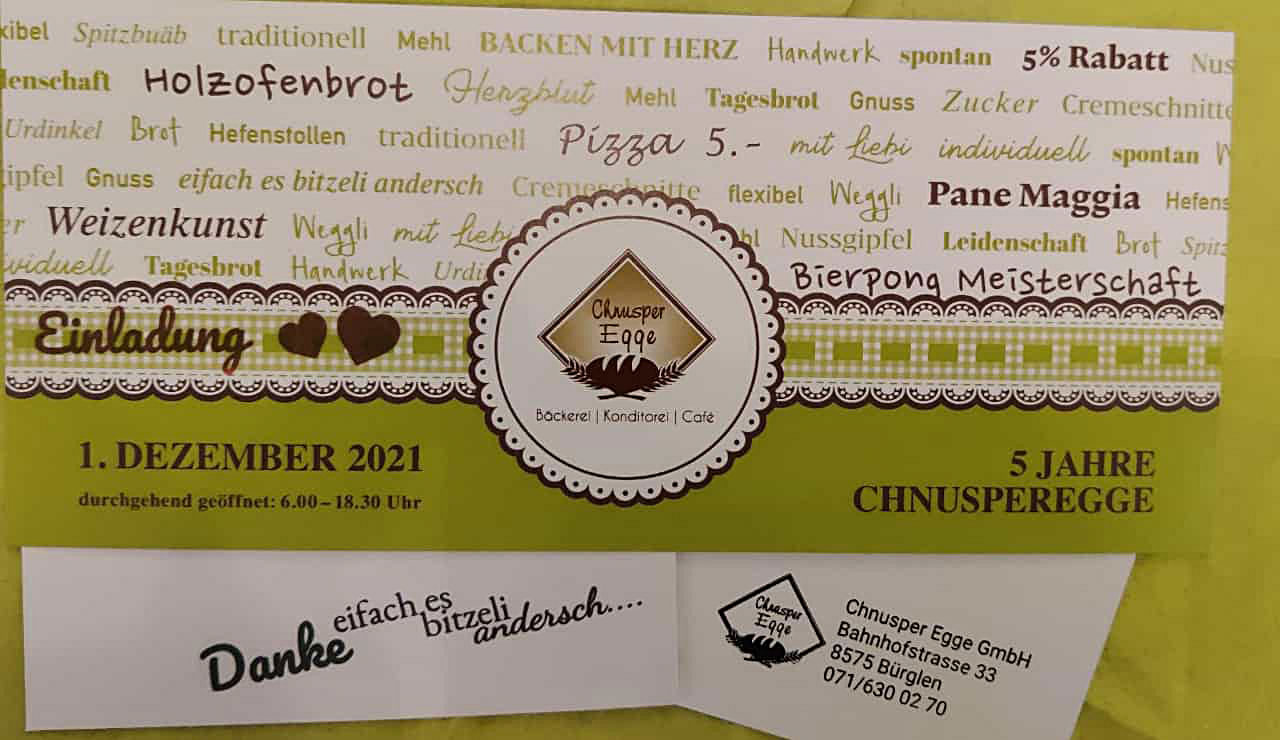 xibel Spitzbuäb traditionell Mehl BACKEN MIT HERZ Handwerk spontan 5% Rabatt Nus
denschaft Holzofenbrot Herzblut Mehl Tagesbrot Gnuss Zucker Cremeschnitte
Urdinkel Brot Hefenstollen traditionell Pizza 5.- mit Liebi individuell spontan W
gipfel Gnuss eifach es bitzeli andersch Cremeschnitte flexibel Weggli Pane Maggia Hefens
er Weizenkunst Weggli mit Liebi hl Nussgipfel Leidenschaft Brot Spitz
viduell Tagesbrot Handwerk Urdi Bierpong Meisterschaft
Einladung
Chnusper
Egge
Bäckerei | Konditorei | Café
1. DEZEMBER 2021
durchgehend geöffnet: 6.00–18.30 Uhr
5 JAHRE
CHNUSPEREGGE
Danke eifach es bitzeli andersch....
Chnusper
Egge
Chnusper Egge GmbH
Bahnhofstrasse 33
8575 Bürglen
071/630 02 70